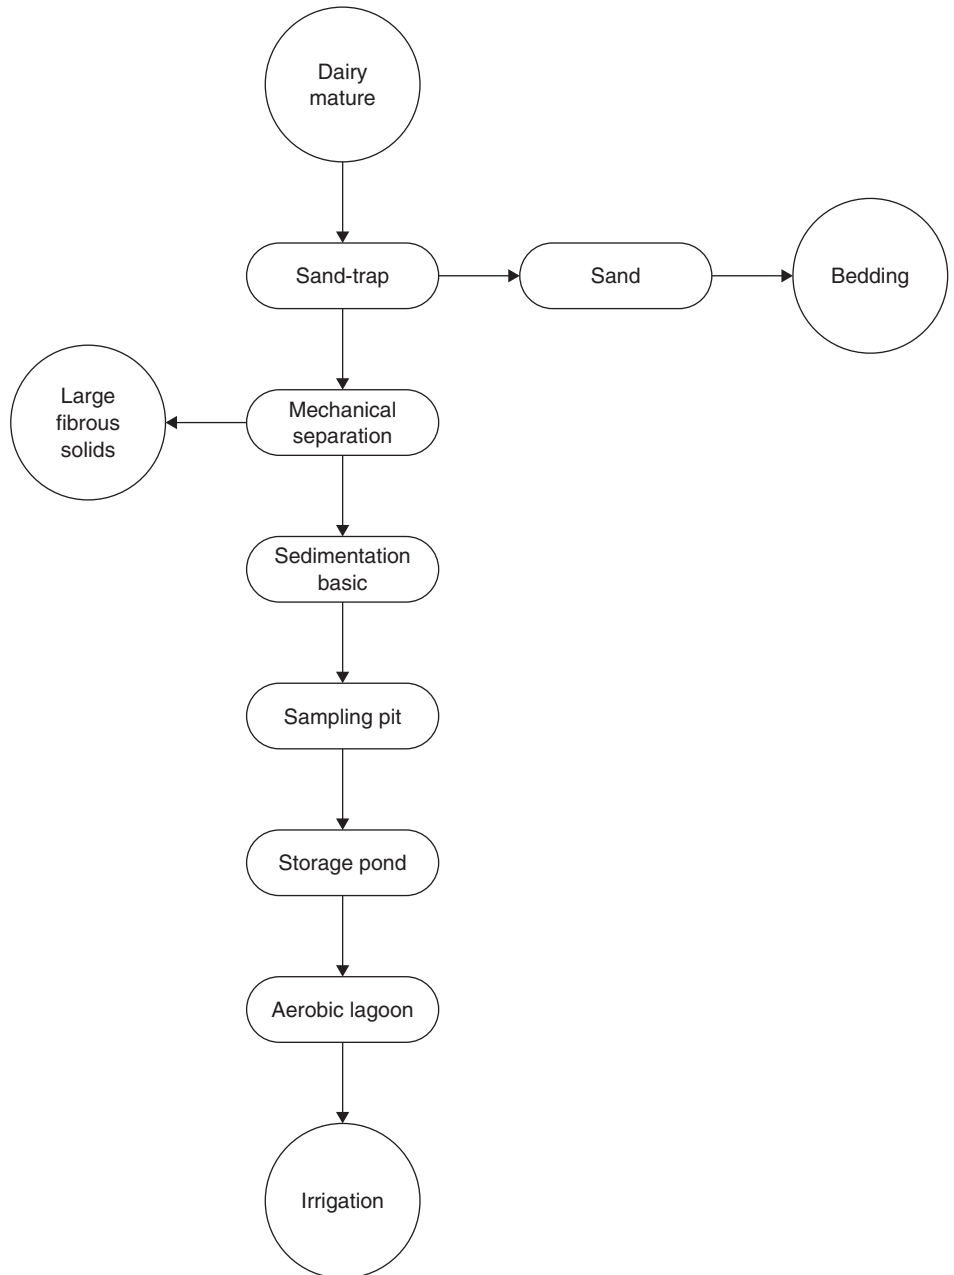 Dairy
mature
Sand-trap
Sand
Bedding
Large
fibrous
solids
Mechanical
separation
Sedimentation
basic
Sampling pit
Storage pond
Aerobic lagoon
Irrigation